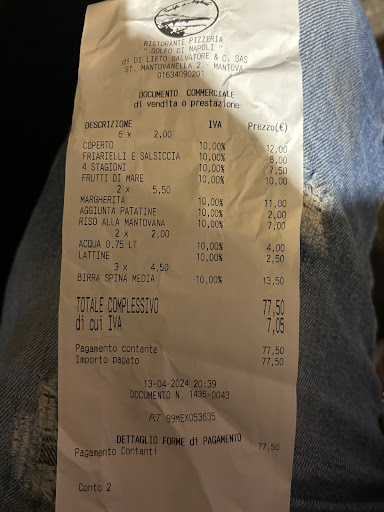 RISTORANTE PIZZERIA
" GOLFO DI NAPOLI "
di DI LIETO SALVATORE & C. SAS
ST. MANTOVANELLA 2 - MANTOVA
01634090201
DOCUMENTO COMMERCIALE
di vendita o prestazione
DESCRIZIONE IVA Prezzo(€)
6 x 2,00
COPERTO 10,00% 12,00
FRIARIELLI E SALSICCIA 10,00% 8,00
4 STAGIONI 10,00% 7,50
FRUTTI DI MARE 10,00% 10,00
2 x 5,50
MARGHERITA 10,00% 11,00
AGGIUNTA PATATINE 10,00% 2,00
RISO ALLA MANTOVANA 10,00% 7,00
2 x 2,00
ACQUA 0.75 LT 10,00% 4,00
LATTINE 10,00% 2,50
3 x 4,50
BIRRA SPINA MEDIA 10,00% 13,50
TOTALE COMPLESSIVO 77,50
di cui IVA 7,05
Pagamento contante 77,50
Importo pagato 77,50
13-04-2024 20:39
DOCUMENTO N. 1435-0043
RT 99MEX053635
DETTAGLIO FORME di PAGAMENTO
Pagamento Contanti 77,50
Conto 2